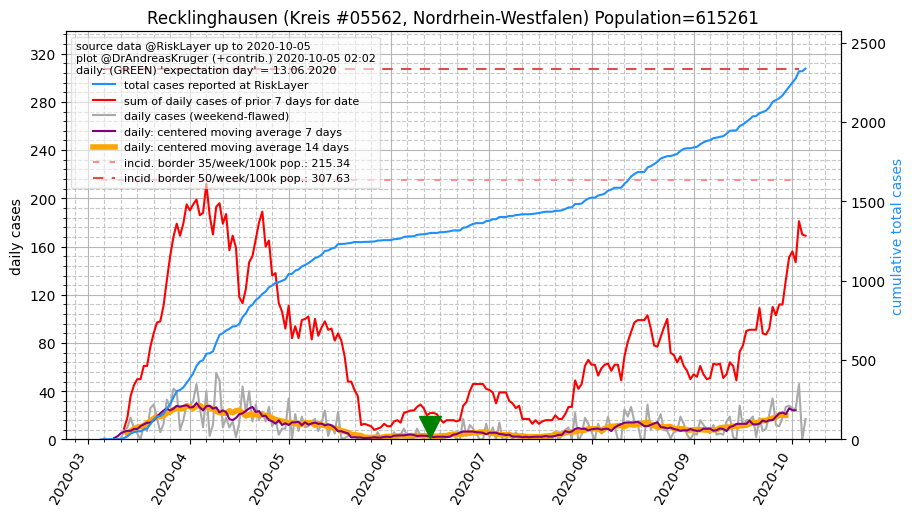 Recklinghausen (Kreis #05562, Nordrhein-Westfalen) Population=615261
source data @RiskLayer up to 2020-10-05
plot @DrAndreasKruger (+contrib.) 2020-10-05 02:02
daily: (GREEN) 'expectation day' = 13.06.2020
total cases reported at RiskLayer
sum of daily cases of prior 7 days for date
daily cases (weekend-flawed)
daily: centered moving average 7 days
daily: centered moving average 14 days
incid. border 35/week/100k pop.: 215.34
incid. border 50/week/100k pop.: 307.63
daily cases
320
280
240
200
160
120
80
40
0
2500
2000
1500
1000
500
0
cumulative total cases
2020-03
2020-04
2020-05
2020-06
2020-07
2020-08
2020-09
2020-10